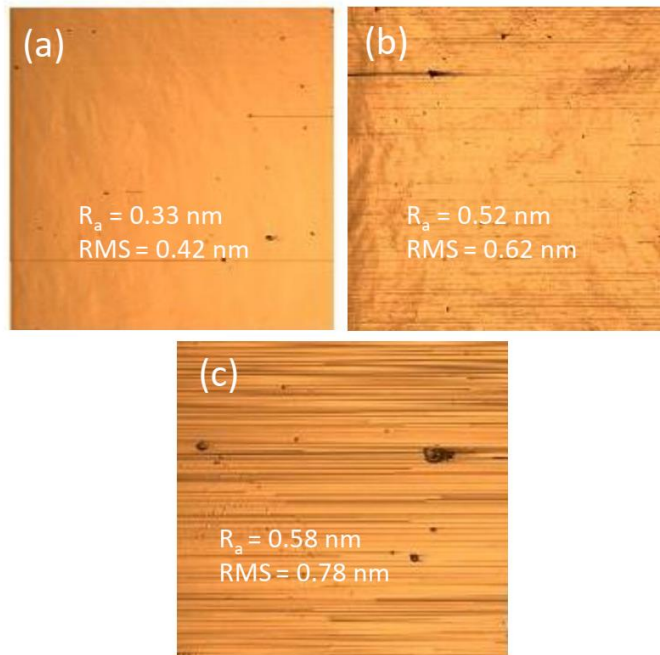 (a)
Rₐ = 0.33 nm
RMS = 0.42 nm
(b)
Rₐ = 0.52 nm
RMS = 0.62 nm
(c)
Rₐ = 0.58 nm
RMS = 0.78 nm